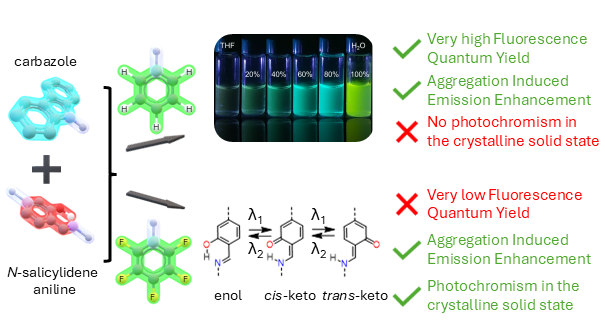 carbazole
N-salicylidene
aniline
H
H
H
H
H
F
F
F
F
F
THF
H₂O
20%
40%
60%
80%
100%
Very high Fluorescence
Quantum Yield
Aggregation Induced
Emission Enhancement
No photochromism in
the crystalline solid state
λ₁
λ₂
λ₁
λ₂
HO
N
O
H
N
O
H
N
enol
cis-keto
trans-keto
Very low Fluorescence
Quantum Yield
Aggregation Induced
Emission Enhancement
Photochromism in the
crystalline solid state